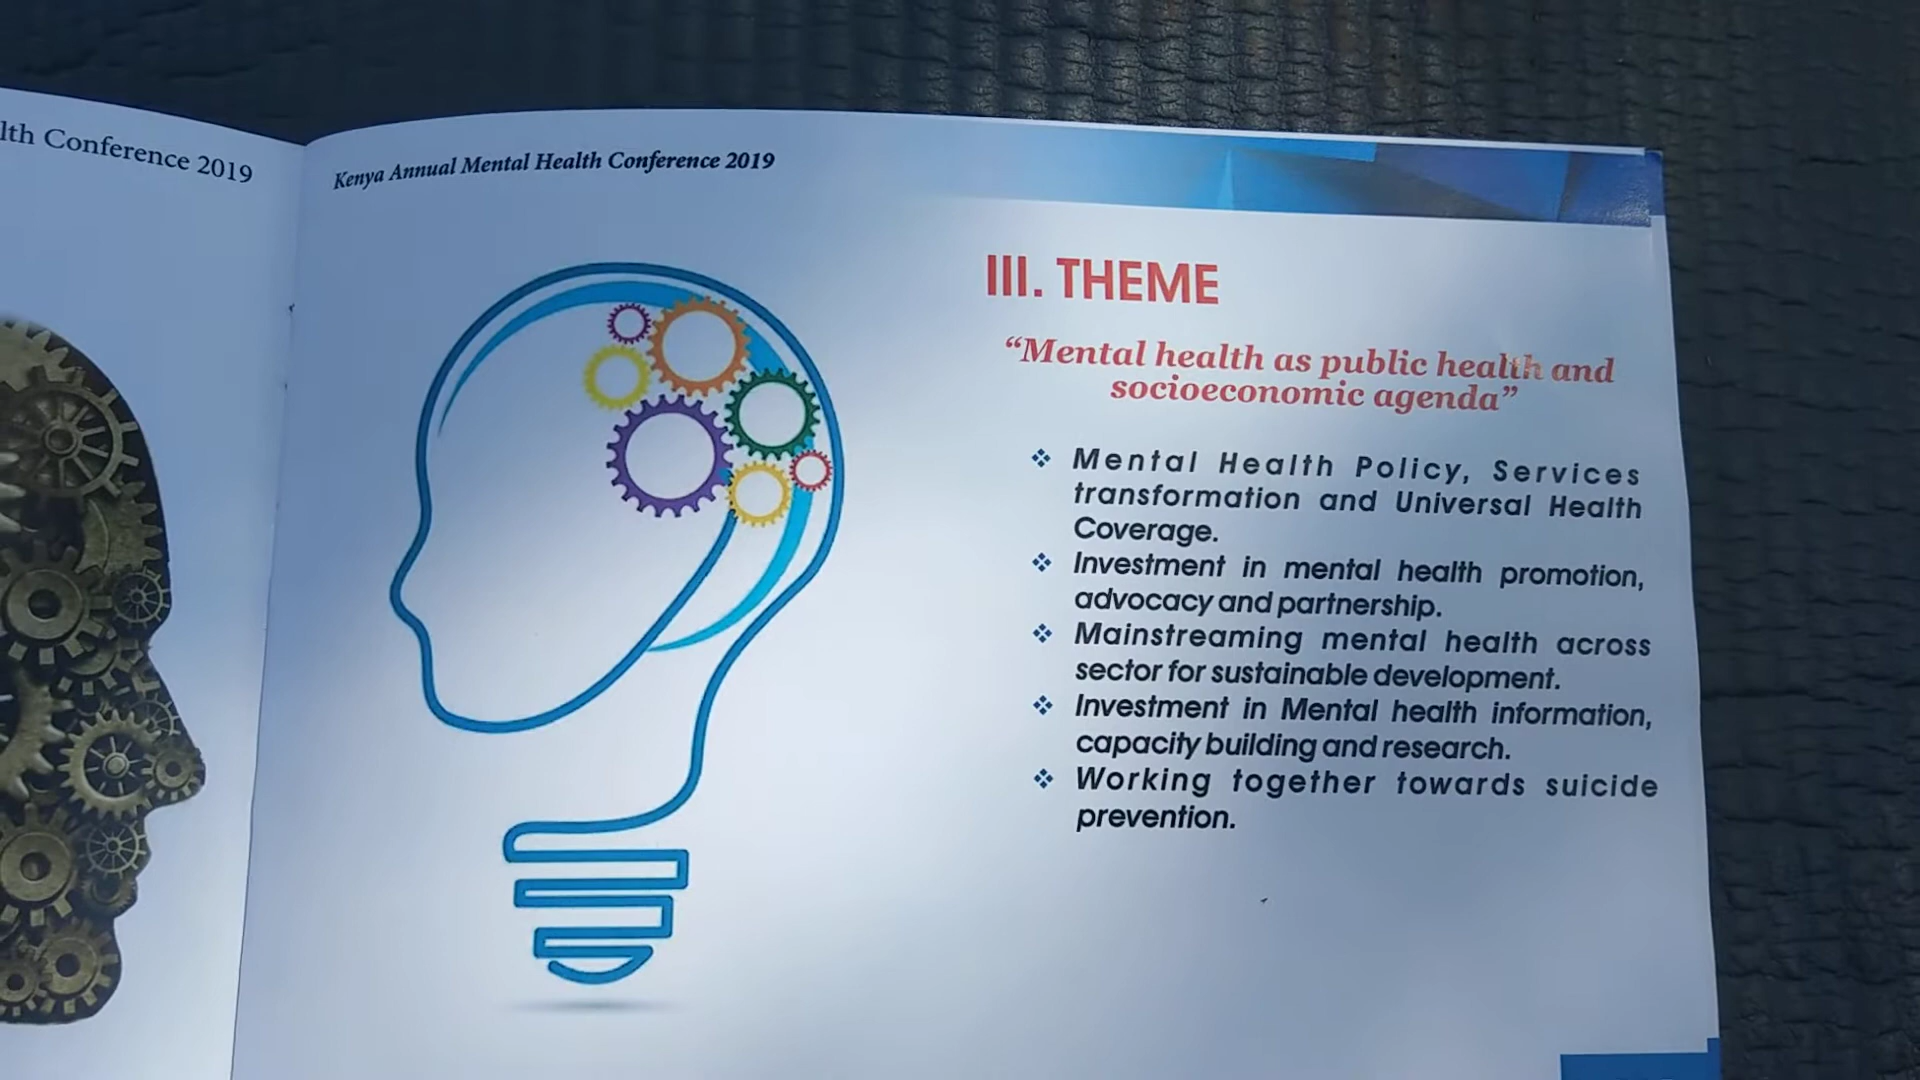 lth Conference 2019
Kenya Annual Mental Health Conference 2019
III. THEME
“Mental health as public health and
socioeconomic agenda”
❖ Mental Health Policy, Services
transformation and Universal Health
Coverage.
❖ Investment in mental health promotion,
advocacy and partnership.
❖ Mainstreaming mental health across
sector for sustainable development.
❖ Investment in Mental health information,
capacity building and research.
❖ Working together towards suicide
prevention.